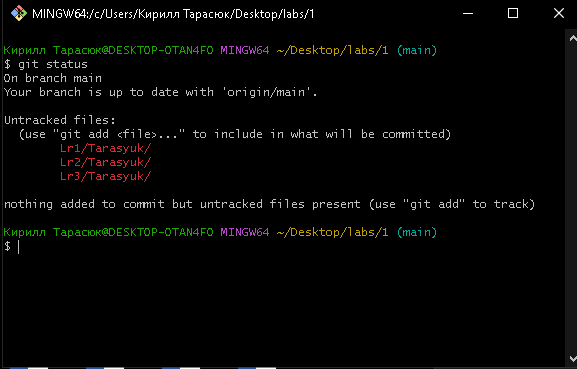 MINGW64:/c/Users/Кирилл Тарасюк/Desktop/labs/1
Кирилл Тарасюк@DESKTOP-OTAN4FO MINGW64 ~/Desktop/labs/1 (main)
$ git status
On branch main
Your branch is up to date with 'origin/main'.
Untracked files:
  (use "git add <file>..." to include in what will be committed)
        Lr1/Tarasyuk/
        Lr2/Tarasyuk/
        Lr3/Tarasyuk/
nothing added to commit but untracked files present (use "git add" to track)
Кирилл Тарасюк@DESKTOP-OTAN4FO MINGW64 ~/Desktop/labs/1 (main)
$